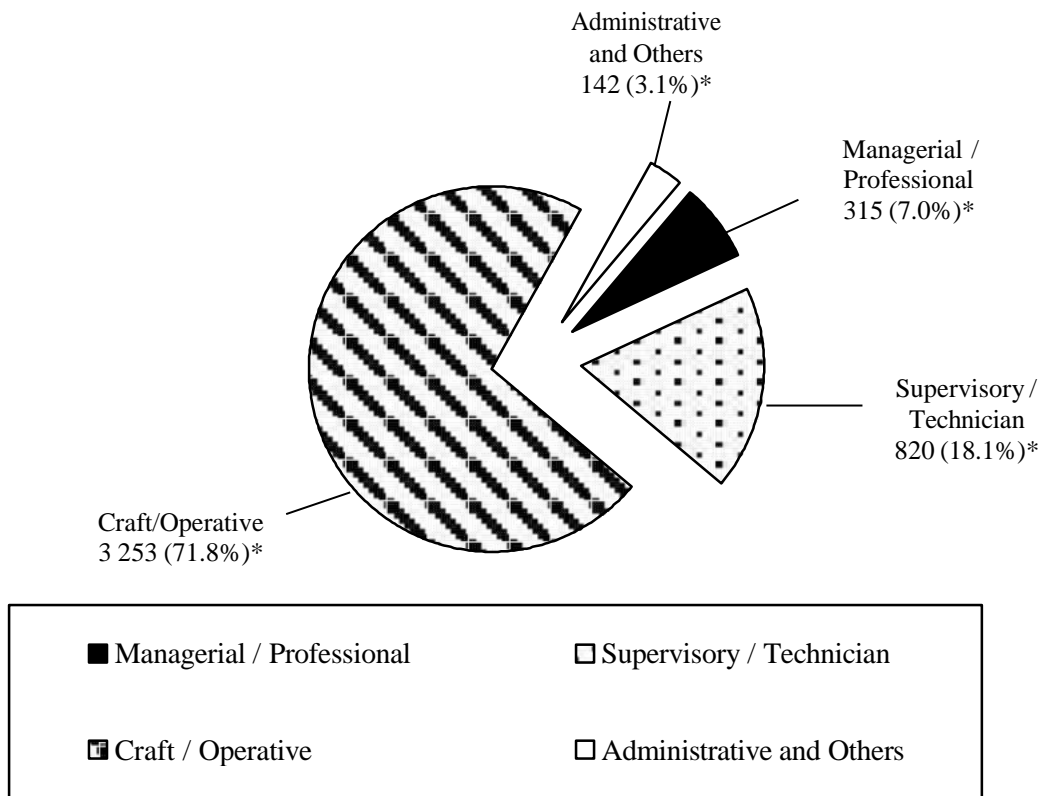 Administrative
and Others
142 (3.1%)*
Managerial /
Professional
315 (7.0%)*
Supervisory /
Technician
820 (18.1%)*
Craft/Operative
3 253 (71.8%)*
Managerial / Professional
Supervisory / Technician
Craft / Operative
Administrative and Others